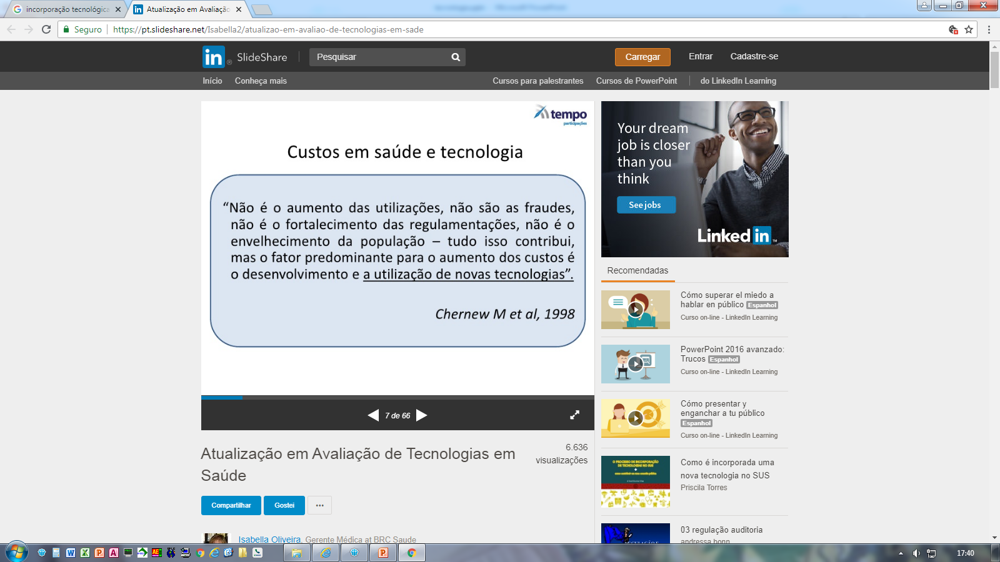 incorporação tecnológica
Atualização em Avaliação
Seguro
https://pt.slideshare.net/Isabella2/atualizao-em-avaliao-de-tecnologias-em-sade
in
SlideShare
Pesquisar
Carregar
Entrar
Cadastre-se
Início
Conheça mais
Cursos para palestrantes
Cursos de PowerPoint
do LinkedIn Learning
tempo
participações
Custos em saúde e tecnologia
“Não é o aumento das utilizações, não são as fraudes,
não é o fortalecimento das regulamentações, não é o
envelhecimento da população – tudo isso contribui,
mas o fator predominante para o aumento dos custos é
o desenvolvimento e a utilização de novas tecnologias”.
Chernew M et al, 1998
7 de 66
Atualização em Avaliação de Tecnologias em
Saúde
6.636
visualizações
Compartilhar
Gostei
Isabella Oliveira, Gerente Médica at BRC Saude
Your dream
job is closer
than you
think
See jobs
LinkedIn
Recomendadas
Cómo superar el miedo a
hablar en público Espanhol
Curso on-line - LinkedIn Learning
PowerPoint 2016 avanzado:
Trucos Espanhol
Curso on-line - LinkedIn Learning
Cómo presentar y
enganchar a tu público
Espanhol
Curso on-line - LinkedIn Learning
O PROCESSO DE INCORPORAÇÃO
DE TECNOLOGIAS NO SUS
Como é incorporada uma
nova tecnologia no SUS
Priscila Torres
03 regulação auditoria
andressa bonn
17:40